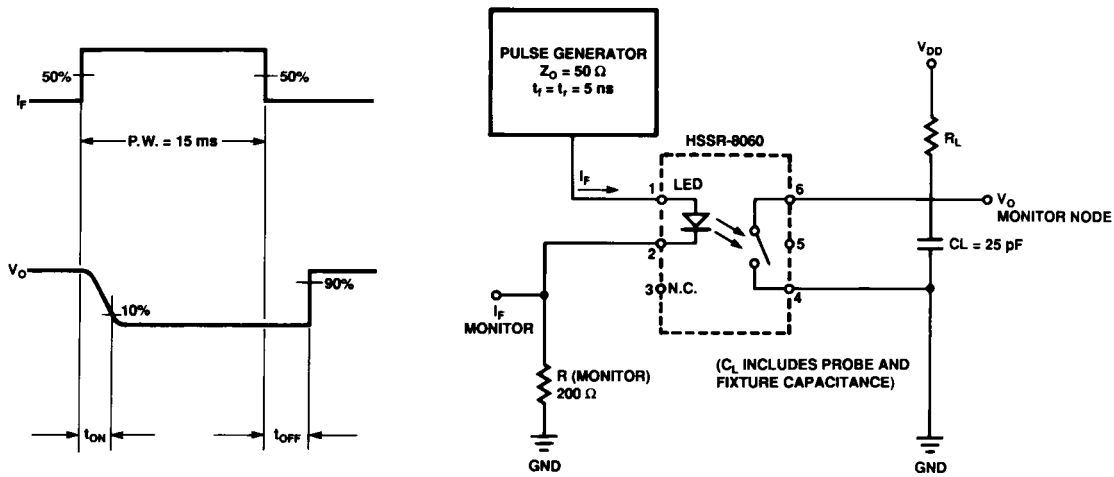 50%
50%
I_F
P.W. = 15 ms
V_O
10%
90%
t_ON
t_OFF
PULSE GENERATOR
Z_O = 50 Ω
t_f = t_r = 5 ns
I_F
HSSR-8060
1
LED
2
3
N.C.
6
5
4
V_DD
R_L
V_O
MONITOR NODE
CL = 25 pF
I_F
MONITOR
R (MONITOR)
200 Ω
GND
(C_L INCLUDES PROBE AND
FIXTURE CAPACITANCE)
GND